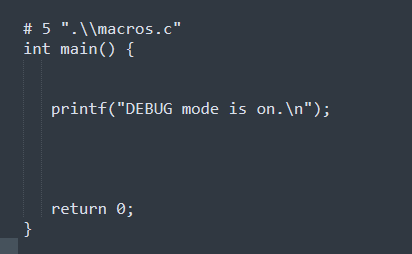 # 5 ".\\macros.c"
int main() {
printf("DEBUG mode is on.\n");
return 0;
}